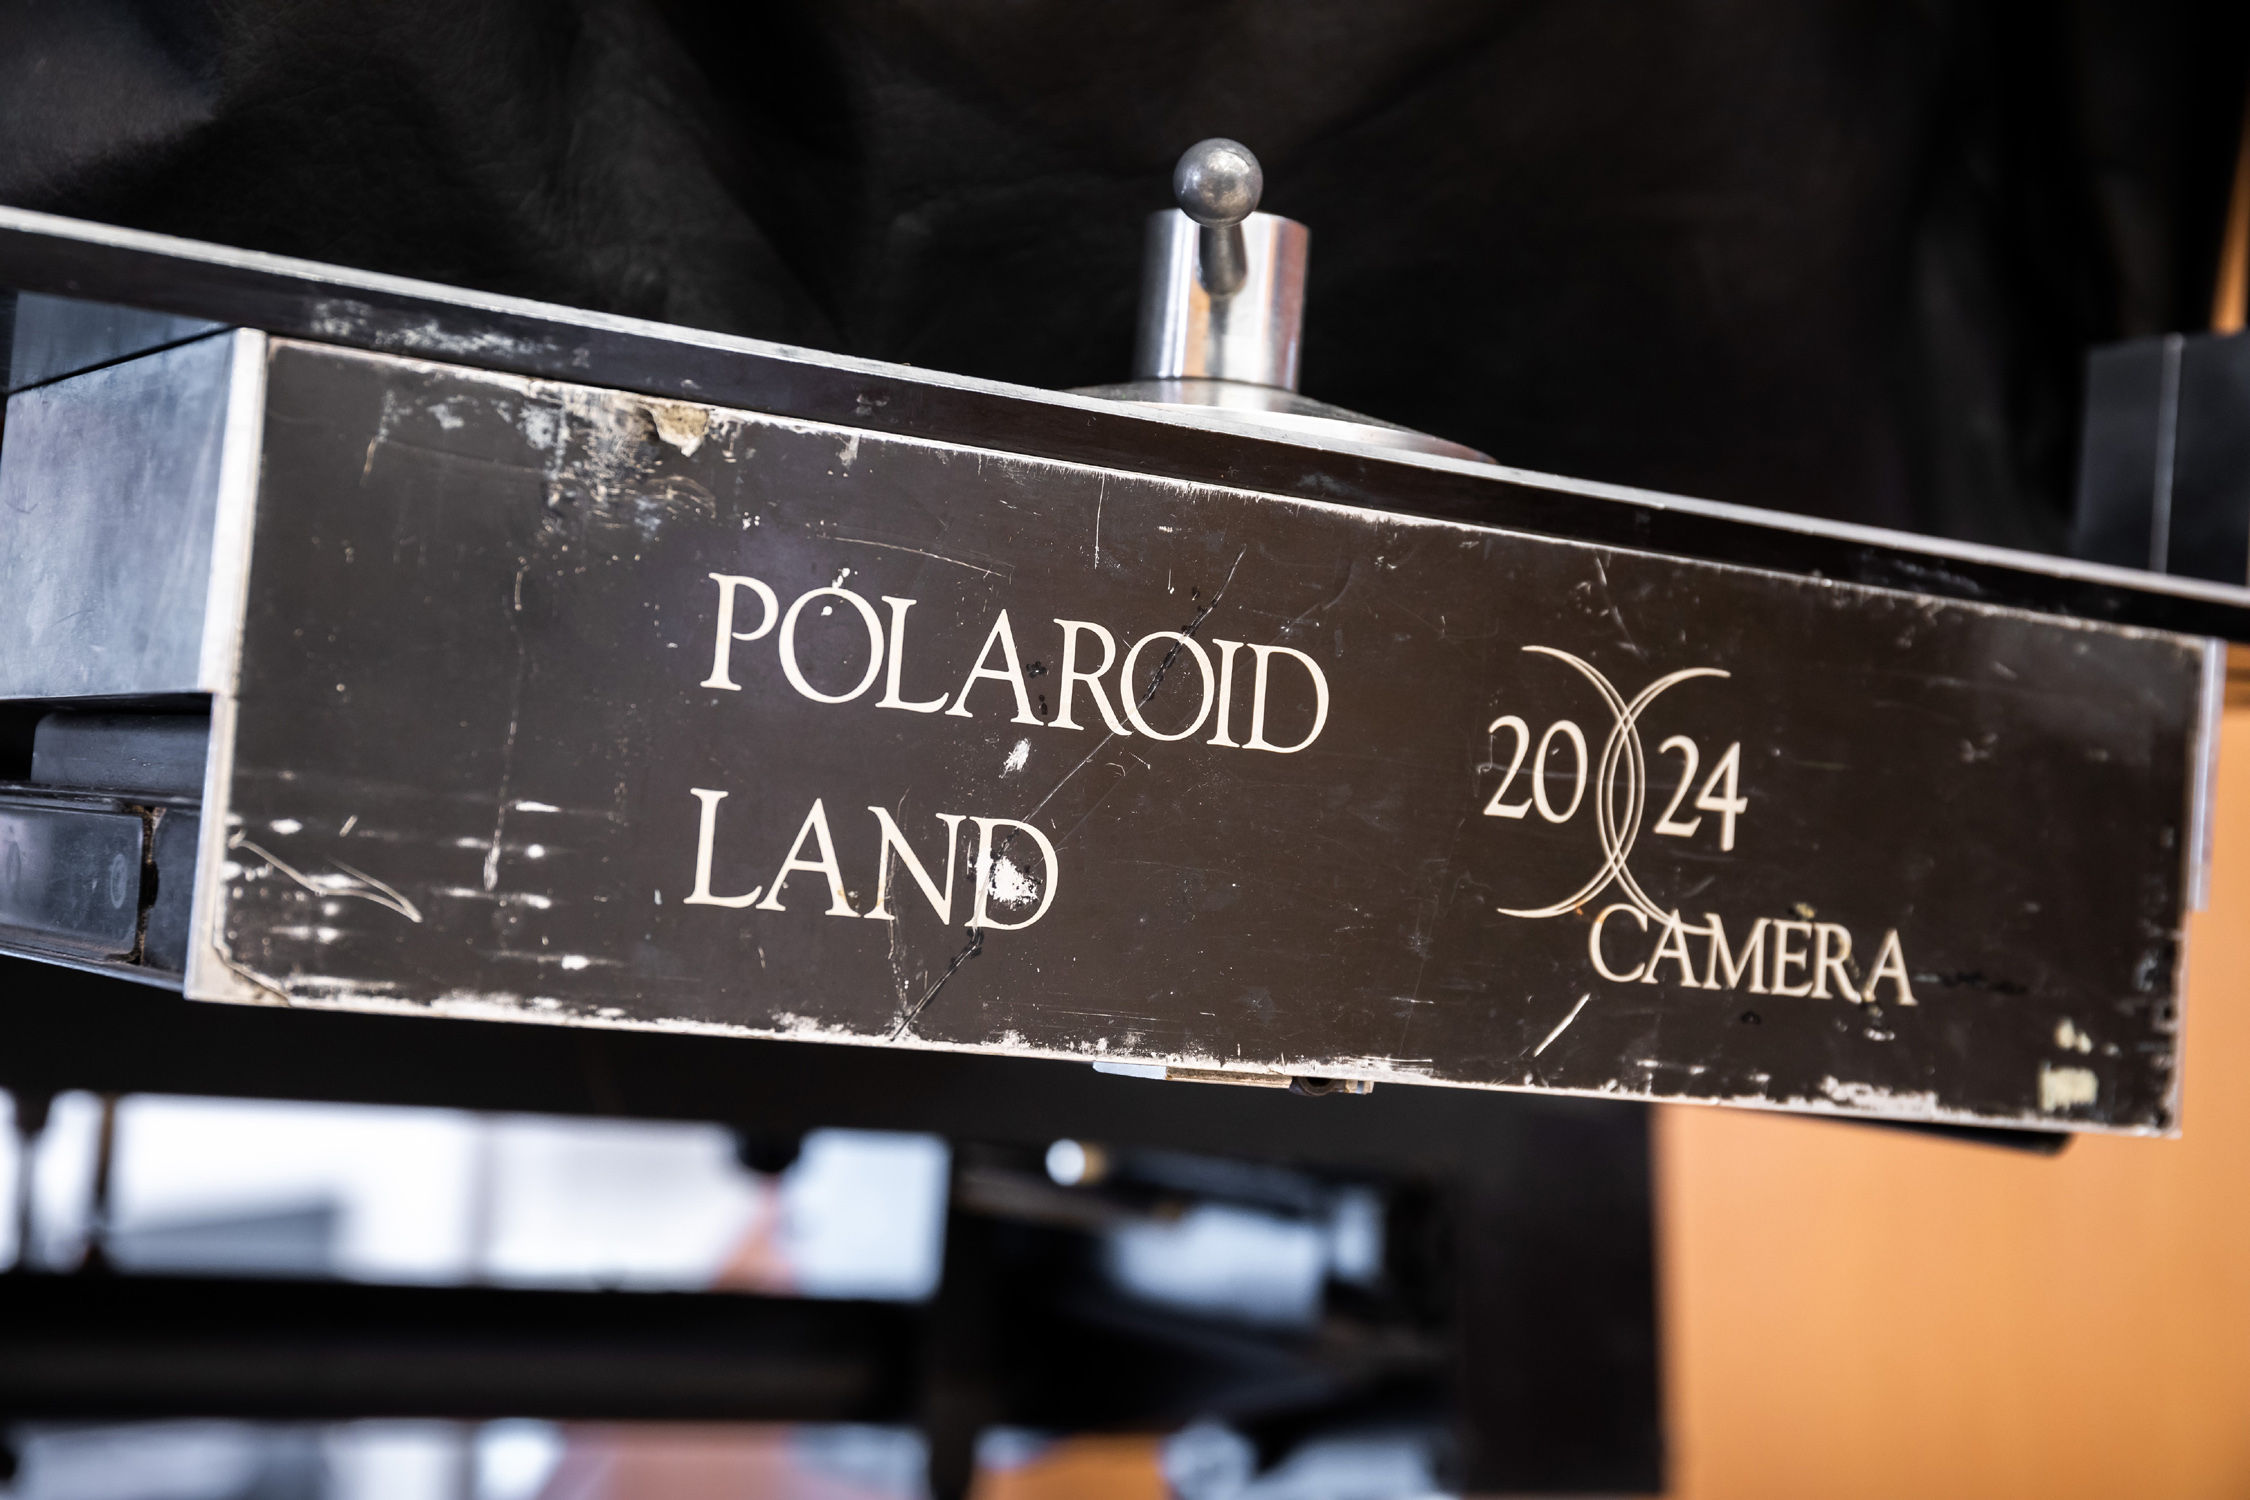 POLAROID
LAND
20 24
CAMERA